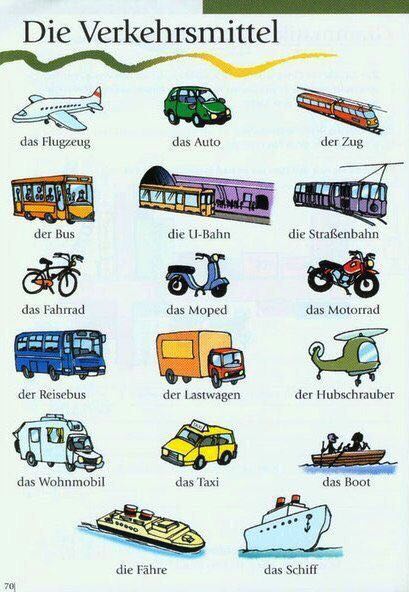 Die Verkehrsmittel
das Flugzeug
das Auto
der Zug
der Bus
die U-Bahn
die Straßenbahn
das Fahrrad
das Moped
das Motorrad
der Reisebus
der Lastwagen
der Hubschrauber
das Wohnmobil
TAXI
das Taxi
das Boot
die Fähre
das Schiff
70